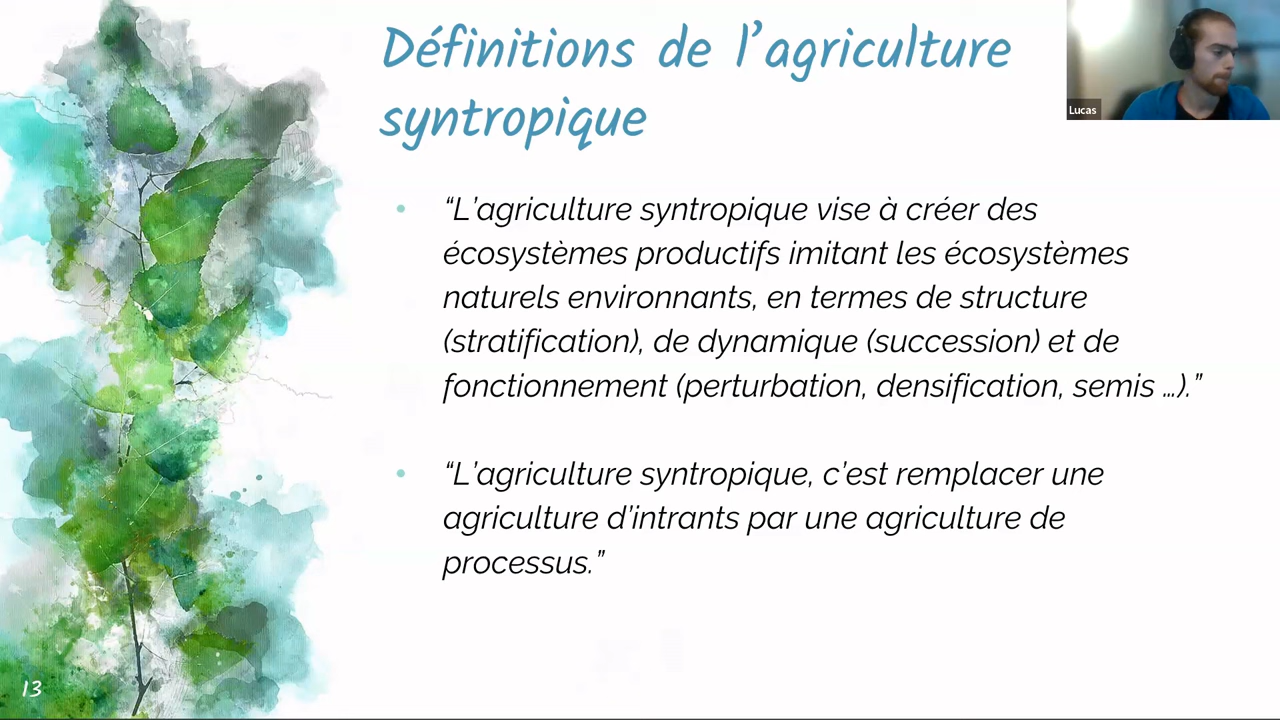 Définitions de l’agriculture
syntropique
Lucas
• “L’agriculture syntropique vise à créer des
écosystèmes productifs imitant les écosystèmes
naturels environnants, en termes de structure
(stratification), de dynamique (succession) et de
fonctionnement (perturbation, densification, semis …).”
• “L’agriculture syntropique, c’est remplacer une
agriculture d’intrants par une agriculture de
processus.”
13